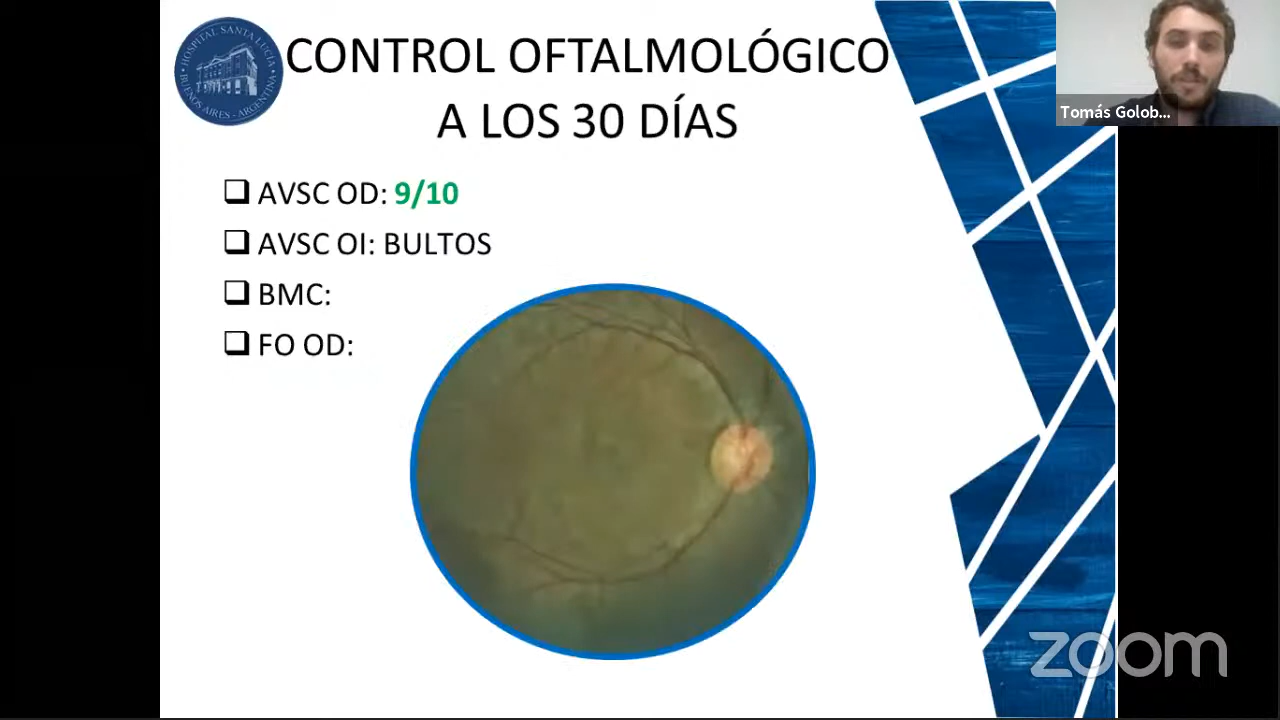 CONTROL OFTALMOLÓGICO
A LOS 30 DÍAS
AVSC OD: 9/10
AVSC OI: BULTOS
BMC:
FO OD:
HOSPITAL SANTA LUCIA
BUENOS AIRES - ARGENTINA
Tomás Golob...
zoom